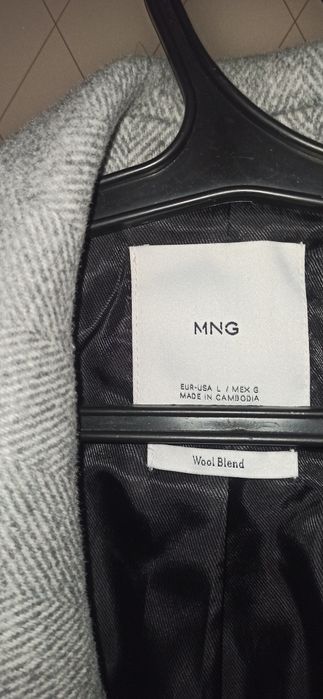 MNG
EUR-USA L / MEX G
MADE IN CAMBODIA
Wool Blend